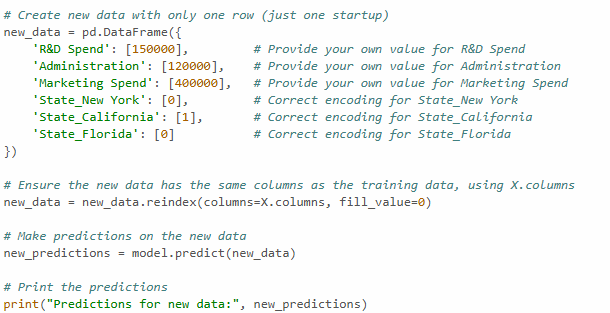 # Create new data with only one row (just one startup)
new_data = pd.DataFrame({
    'R&D Spend': [150000],         # Provide your own value for R&D Spend
    'Administration': [120000],    # Provide your own value for Administration
    'Marketing Spend': [400000],   # Provide your own value for Marketing Spend
    'State_New York': [0],         # Correct encoding for State_New York
    'State_California': [1],       # Correct encoding for State_California
    'State_Florida': [0]           # Correct encoding for State_Florida
})

# Ensure the new data has the same columns as the training data, using X.columns
new_data = new_data.reindex(columns=X.columns, fill_value=0)

# Make predictions on the new data
new_predictions = model.predict(new_data)

# Print the predictions
print("Predictions for new data:", new_predictions)